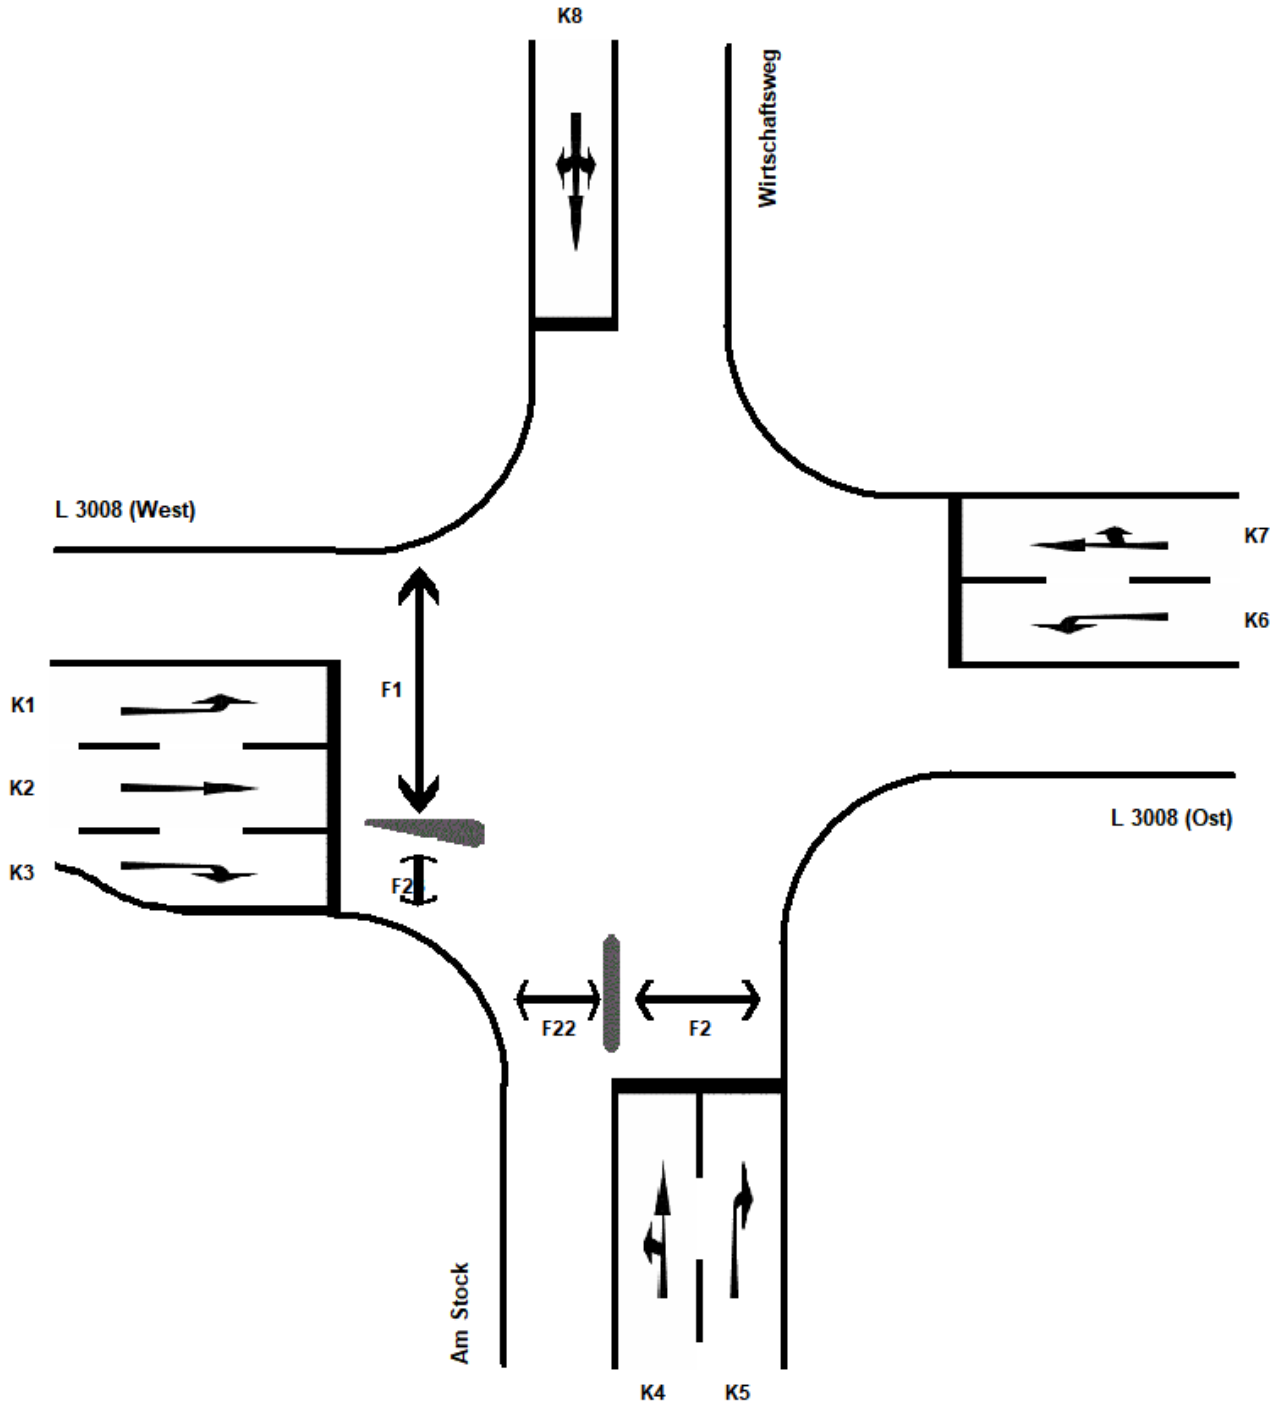 K8
Wirtschaftsweg
L 3008 (West)
K7
K6
F1
K1
K2
K3
L 3008 (Ost)
F22
F2
Am Stock
K4
K5